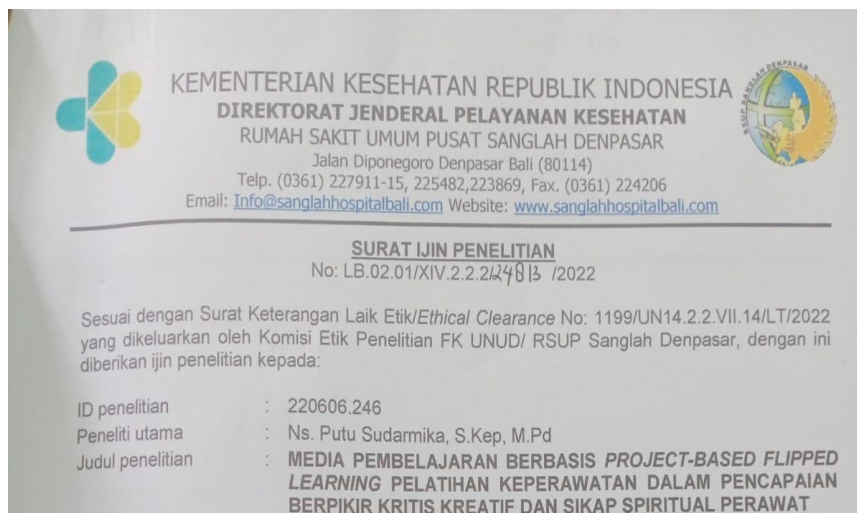 KEMENTERIAN KESEHATAN REPUBLIK INDONESIA
DIREKTORAT JENDERAL PELAYANAN KESEHATAN
RUMAH SAKIT UMUM PUSAT SANGLAH DENPASAR
Jalan Diponegoro Denpasar Bali (80114)
Telp. (0361) 227911-15, 225482,223869, Fax. (0361) 224206
Email: Info@sanglahhospitalbali.com Website: www.sanglahhospitalbali.com
RSUP SANGLAH DENPASAR
SURAT IJIN PENELITIAN
No: LB.02.01/XIV.2.2.2/24813 /2022
Sesuai dengan Surat Keterangan Laik Etik/Ethical Clearance No: 1199/UN14.2.2.VII.14/LT/2022
yang dikeluarkan oleh Komisi Etik Penelitian FK UNUD/ RSUP Sanglah Denpasar, dengan ini
diberikan ijin penelitian kepada:
ID penelitian : 220606.246
Peneliti utama : Ns. Putu Sudarmika, S.Kep, M.Pd
Judul penelitian : MEDIA PEMBELAJARAN BERBASIS PROJECT-BASED FLIPPED
LEARNING PELATIHAN KEPERAWATAN DALAM PENCAPAIAN
BERPIKIR KRITIS KREATIF DAN SIKAP SPIRITUAL PERAWAT